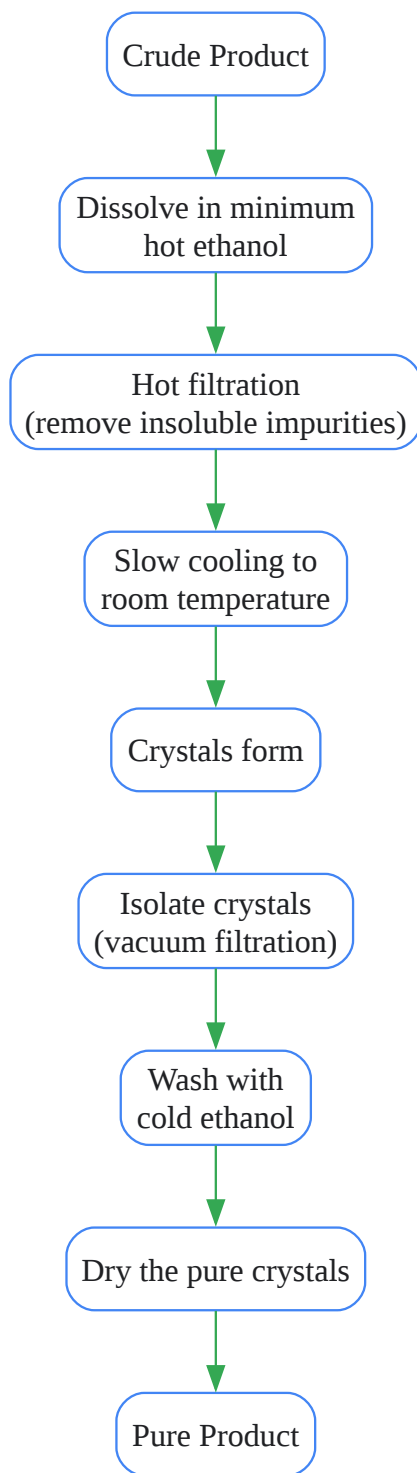 Crude Product
Dissolve in minimum
hot ethanol
Hot filtration
(remove insoluble impurities)
Slow cooling to
room temperature
Crystals form
Isolate crystals
(vacuum filtration)
Wash with
cold ethanol
Dry the pure crystals
Pure Product